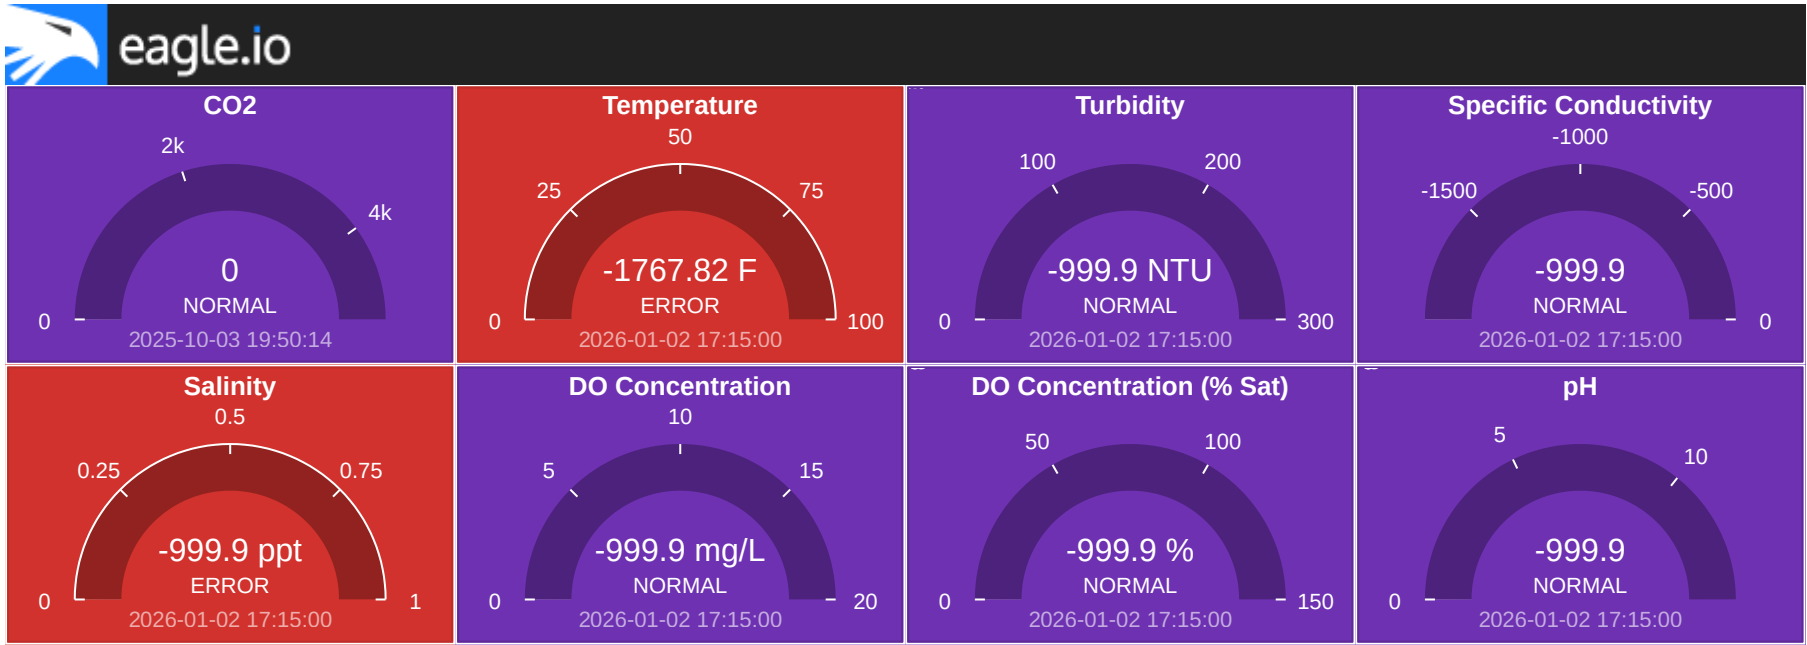 eagle.io
CO2
2k
4k
0
0
NORMAL
2025-10-03 19:50:14
Temperature
50
25
75
-1767.82 F
ERROR
0
100
2026-01-02 17:15:00
Turbidity
100
200
-999.9 NTU
NORMAL
0
300
2026-01-02 17:15:00
Specific Conductivity
-1000
-1500
-500
-999.9
NORMAL
0
2026-01-02 17:15:00
Salinity
0.5
0.25
0.75
-999.9 ppt
ERROR
0
1
2026-01-02 17:15:00
DO Concentration
10
5
15
-999.9 mg/L
NORMAL
0
20
2026-01-02 17:15:00
DO Concentration (% Sat)
50
100
-999.9 %
NORMAL
0
150
2026-01-02 17:15:00
pH
5
10
-999.9
NORMAL
0
2026-01-02 17:15:00